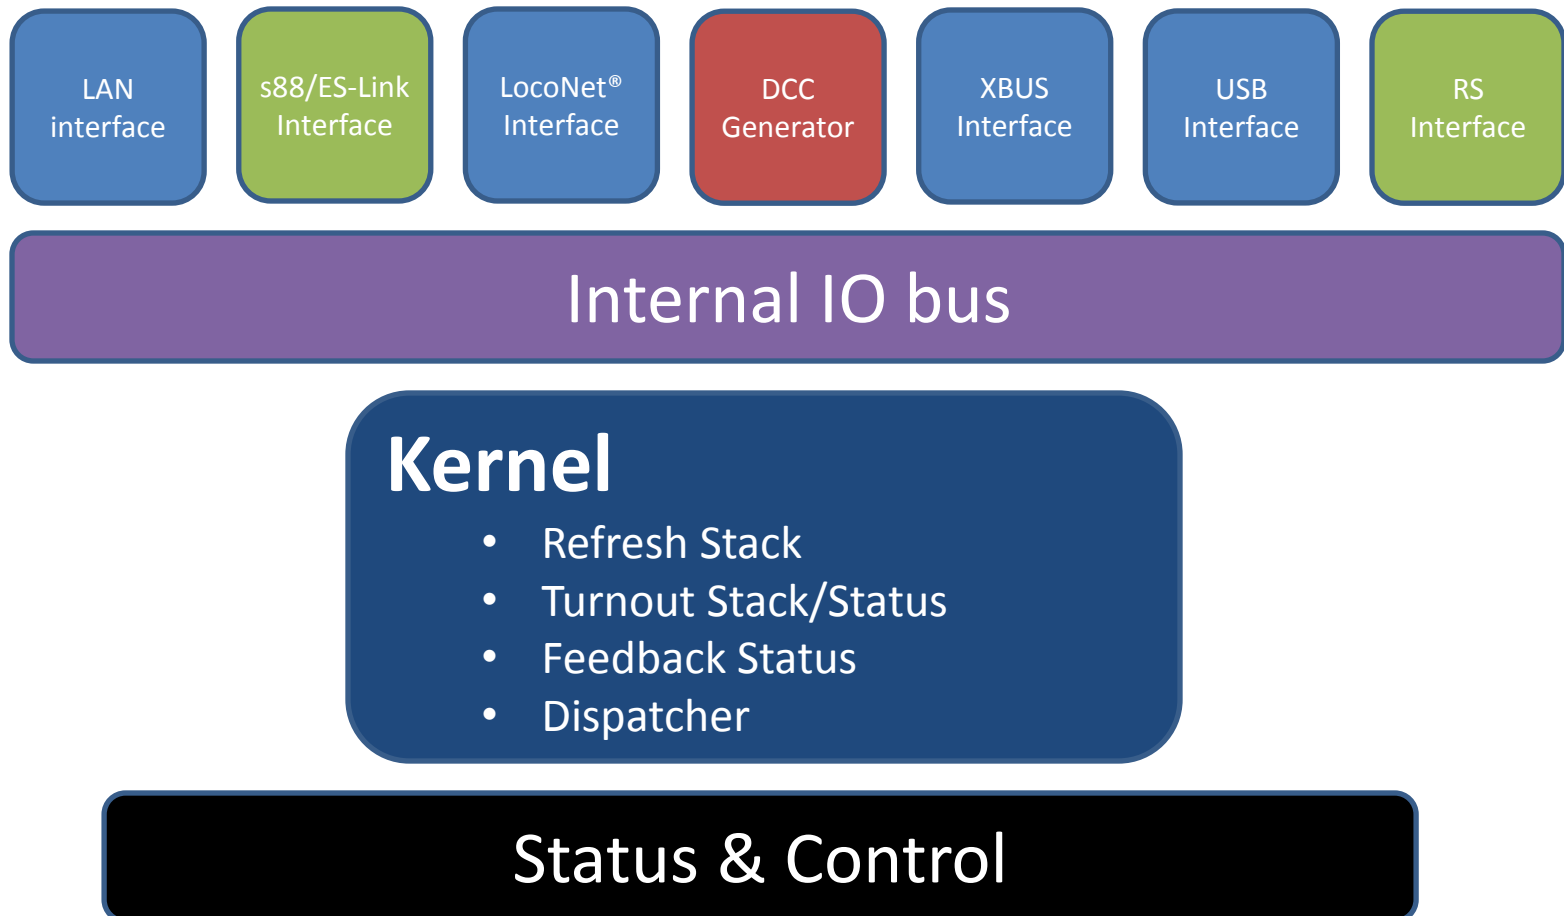 LAN
interface
s88/ES-Link
Interface
LocoNet®
Interface
DCC
Generator
XBUS
Interface
USB
Interface
RS
Interface
Internal IO bus
Kernel
• Refresh Stack
• Turnout Stack/Status
• Feedback Status
• Dispatcher
Status & Control